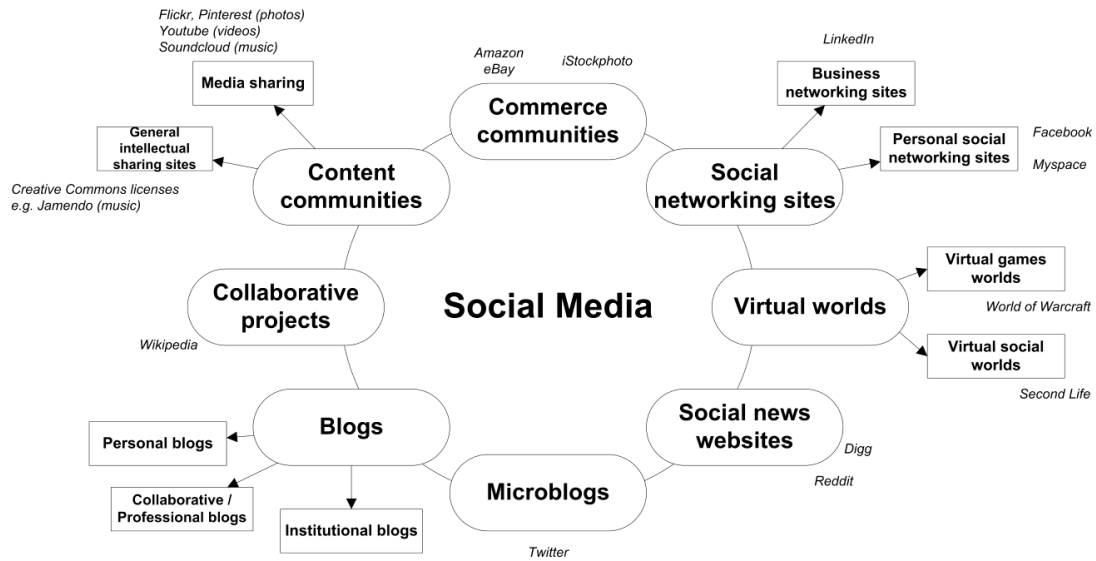 Flickr, Pinterest (photos)
Youtube (videos)
Soundcloud (music)
Media sharing
General
intellectual
sharing sites
Creative Commons licenses
e.g. Jamendo (music)
Content
communities
Amazon
eBay
iStockphoto
Commerce
communities
LinkedIn
Business
networking sites
Personal social
networking sites
Facebook
Myspace
Social
networking sites
Collaborative
projects
Wikipedia
Social Media
Virtual worlds
Virtual games
worlds
World of Warcraft
Virtual social
worlds
Second Life
Blogs
Personal blogs
Collaborative /
Professional blogs
Institutional blogs
Microblogs
Twitter
Social news
websites
Digg
Reddit